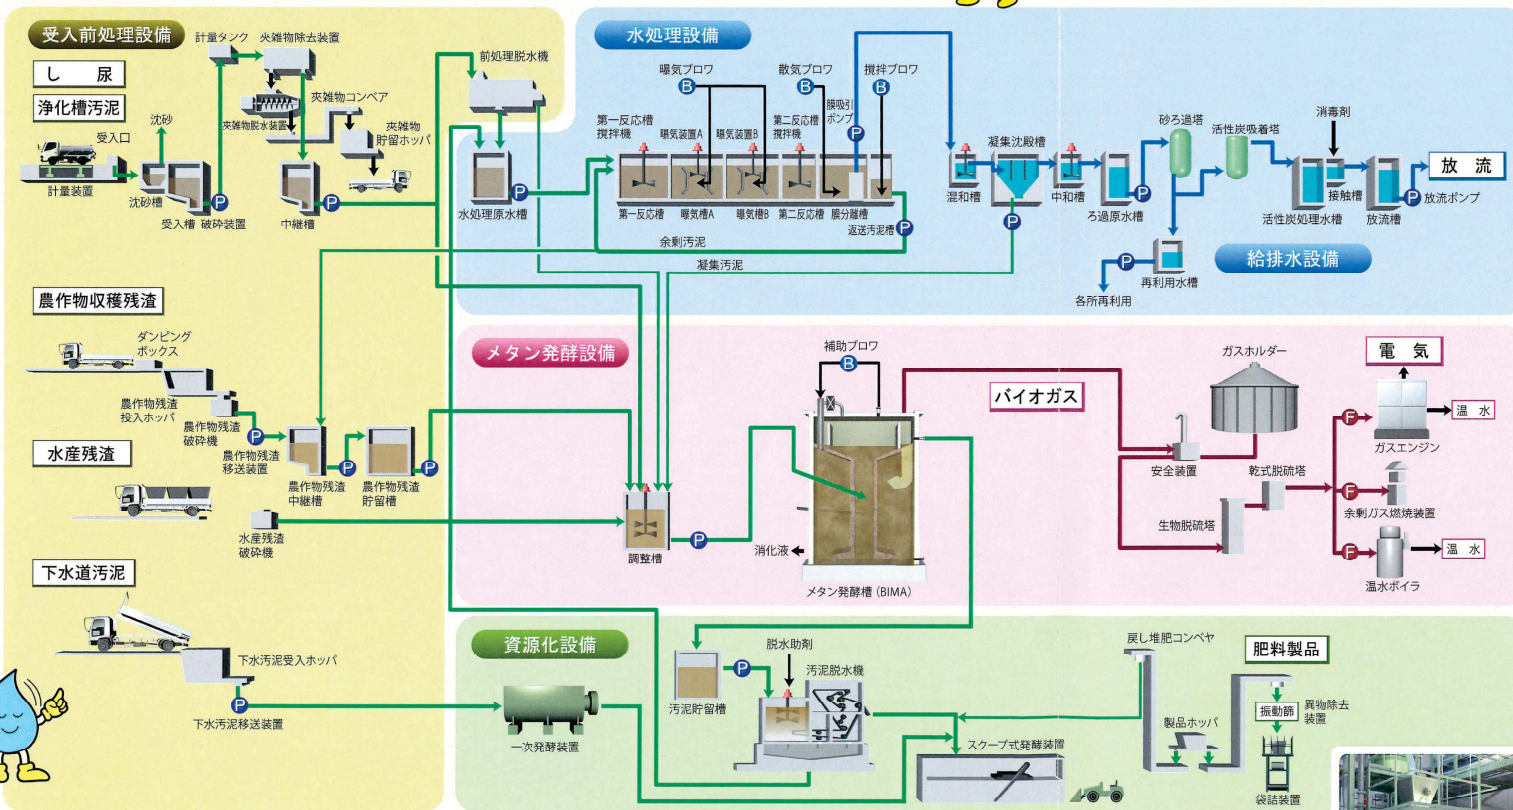 受入前処理設備
し 尿
浄化槽汚泥
計量タンク
夾雑物除去装置
夾雑物脱水装置
夾雑物コンベア
夾雑物
貯留ホッパ
前処理脱水機
受入口
沈砂
計量装置
沈砂槽
受入槽
破砕装置
P
中継槽
P
農作物収穫残渣
ダンピング
ボックス
農作物残渣
投入ホッパ
農作物残渣
破砕機
P
農作物残渣
移送装置
農作物残渣
中継槽
P
農作物残渣
貯留槽
P
水産残渣
水産残渣
破砕機
下水道汚泥
下水汚泥受入ホッパ
P
下水汚泥移送装置
水処理設備
曝気ブロワ
B
散気ブロワ
B
撹拌ブロワ
B
膜吸引
ポンプ
P
第一反応槽
撹拌機
曝気装置A
曝気装置B
第二反応槽
撹拌機
水処理原水槽
P
第一反応槽
曝気槽A
曝気槽B
第二反応槽
膜分離槽
返送汚泥槽
P
余剰汚泥
凝集汚泥
混和槽
凝集沈殿槽
P
中和槽
ろ過原水槽
P
砂ろ過塔
活性炭吸着塔
消毒剤
活性炭処理水槽
接触槽
放流槽
P
放流ポンプ
放 流
再利用水槽
P
各所再利用
給排水設備
メタン発酵設備
補助ブロワ
B
調整槽
P
消化液
メタン発酵槽(BIMA)
バイオガス
ガスホルダー
安全装置
生物脱硫塔
乾式脱硫塔
F
F
F
電 気
ガスエンジン
温 水
余剰ガス燃焼装置
温水ボイラ
温 水
資源化設備
一次発酵装置
汚泥貯留槽
P
脱水助剤
汚泥脱水機
スクープ式発酵装置
戻し堆肥コンベヤ
製品ホッパ
肥料製品
振動篩
異物除去
装置
袋詰装置